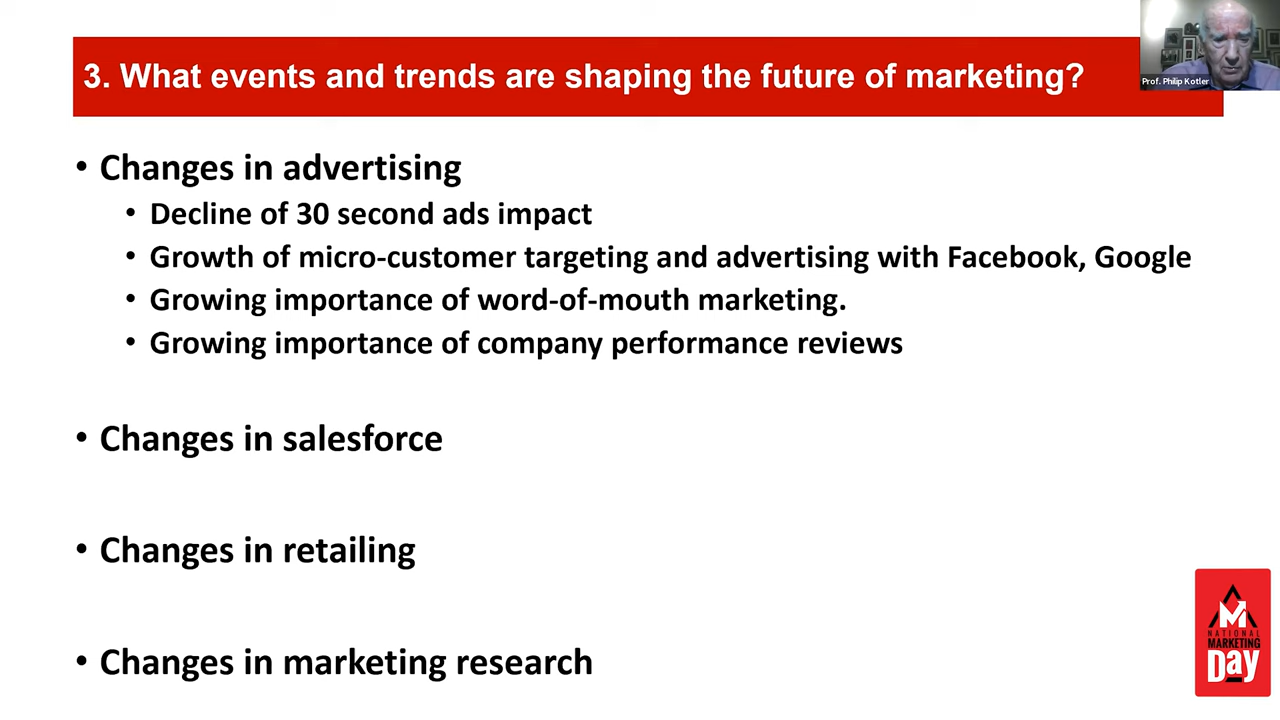 3. What events and trends are shaping the future of marketing?
Prof. Philip Kotler
• Changes in advertising
• Decline of 30 second ads impact
• Growth of micro-customer targeting and advertising with Facebook, Google
• Growing importance of word-of-mouth marketing.
• Growing importance of company performance reviews
• Changes in salesforce
• Changes in retailing
• Changes in marketing research
NATIONAL
MARKETING
Day